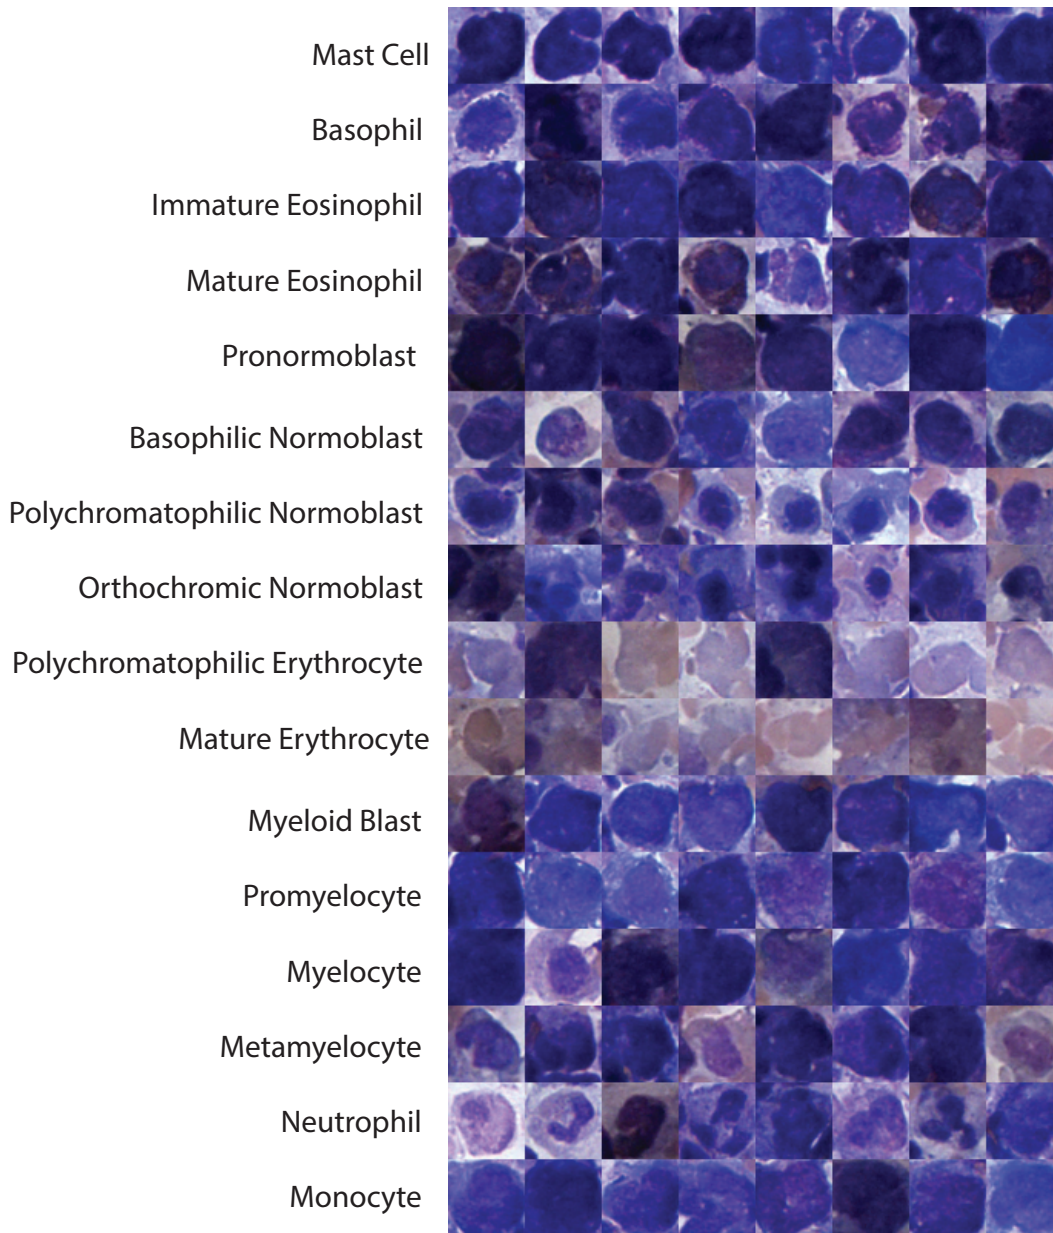 Mast Cell
Basophil
Immature Eosinophil
Mature Eosinophil
Pronormoblast
Basophilic Normoblast
Polychromatophilic Normoblast
Orthochromic Normoblast
Polychromatophilic Erythrocyte
Mature Erythrocyte
Myeloid Blast
Promyelocyte
Myelocyte
Metamyelocyte
Neutrophil
Monocyte